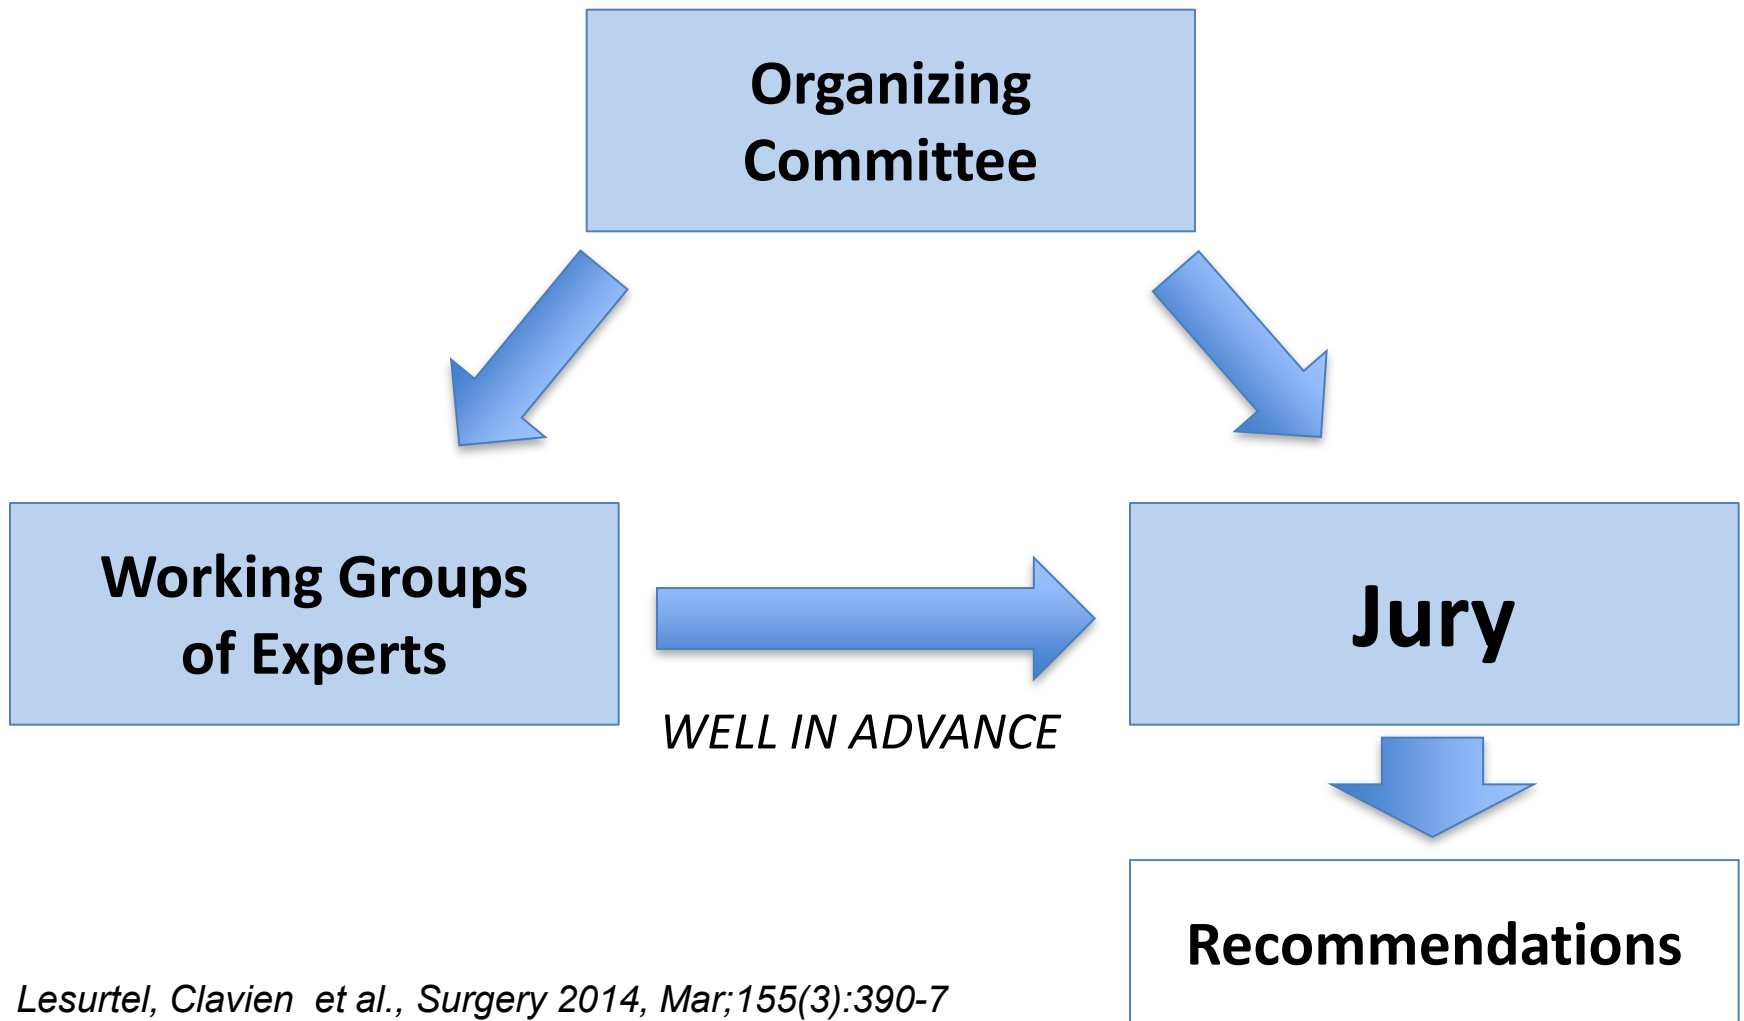 Organizing
Committee
Working Groups
of Experts
Jury
WELL IN ADVANCE
Recommendations
Lesurtel, Clavien et al., Surgery 2014, Mar;155(3):390-7